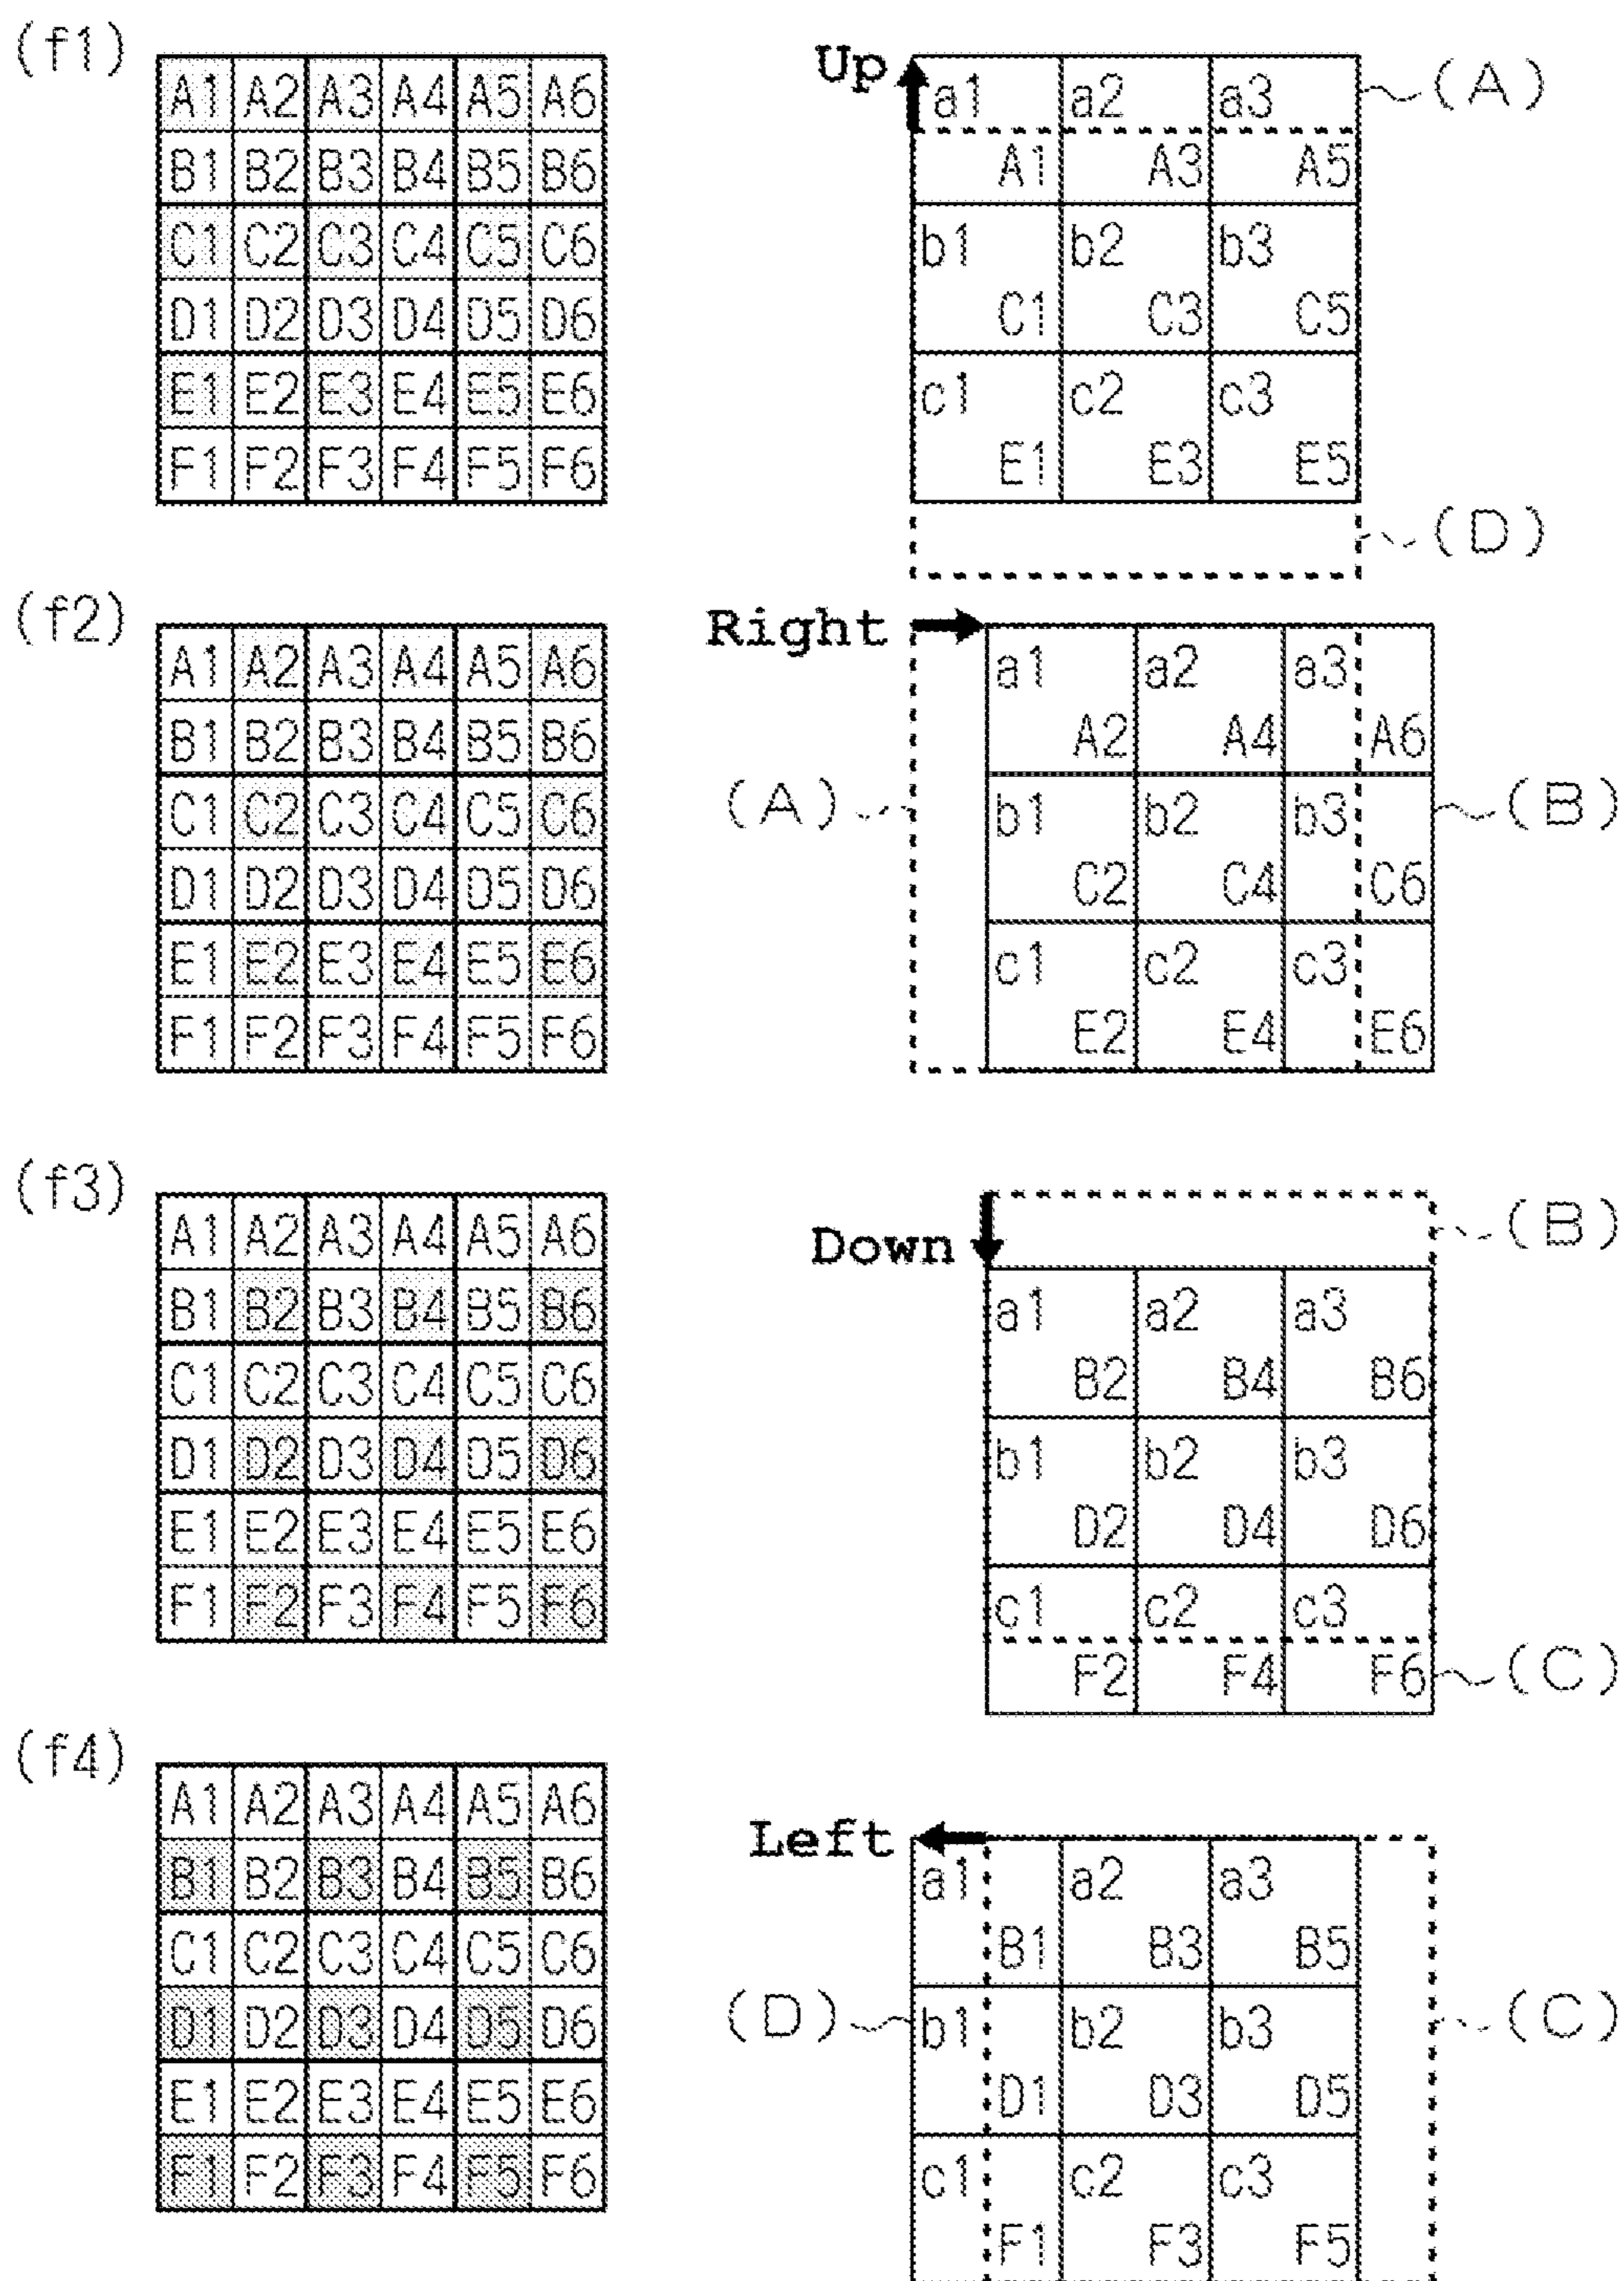 (f1)
A1 A2 A3 A4 A5 A6
B1 B2 B3 B4 B5 B6
C1 C2 C3 C4 C5 C6
D1 D2 D3 D4 D5 D6
E1 E2 E3 E4 E5 E6
F1 F2 F3 F4 F5 F6
Up
a1 a2 a3 (A)
A1 A3 A5
b1 b2 b3
C1 C3 C5
c1 c2 c3
E1 E3 E5
(D)
(f2)
A1 A2 A3 A4 A5 A6
B1 B2 B3 B4 B5 B6
C1 C2 C3 C4 C5 C6
D1 D2 D3 D4 D5 D6
E1 E2 E3 E4 E5 E6
F1 F2 F3 F4 F5 F6
Right
a1 a2 a3
A2 A4 A6
(A) b1 b2 b3 (B)
C2 C4 C6
c1 c2 c3
E2 E4 E6
(f3)
A1 A2 A3 A4 A5 A6
B1 B2 B3 B4 B5 B6
C1 C2 C3 C4 C5 C6
D1 D2 D3 D4 D5 D6
E1 E2 E3 E4 E5 E6
F1 F2 F3 F4 F5 F6
(B)
Down
a1 a2 a3
B2 B4 B6
b1 b2 b3
D2 D4 D6
c1 c2 c3
F2 F4 F6 (C)
(f4)
A1 A2 A3 A4 A5 A6
B1 B2 B3 B4 B5 B6
C1 C2 C3 C4 C5 C6
D1 D2 D3 D4 D5 D6
E1 E2 E3 E4 E5 E6
F1 F2 F3 F4 F5 F6
Left
a1 a2 a3
B1 B3 B5
(D) b1 b2 b3 (C)
D1 D3 D5
c1 c2 c3
F1 F3 F5